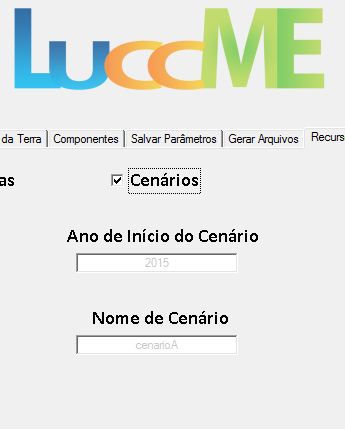 LuccME
da Terra Componentes Salvar Parâmetros Gerar Arquivos Recurs
as Cenários
Ano de Início do Cenário
2015
Nome de Cenário
cenarioA